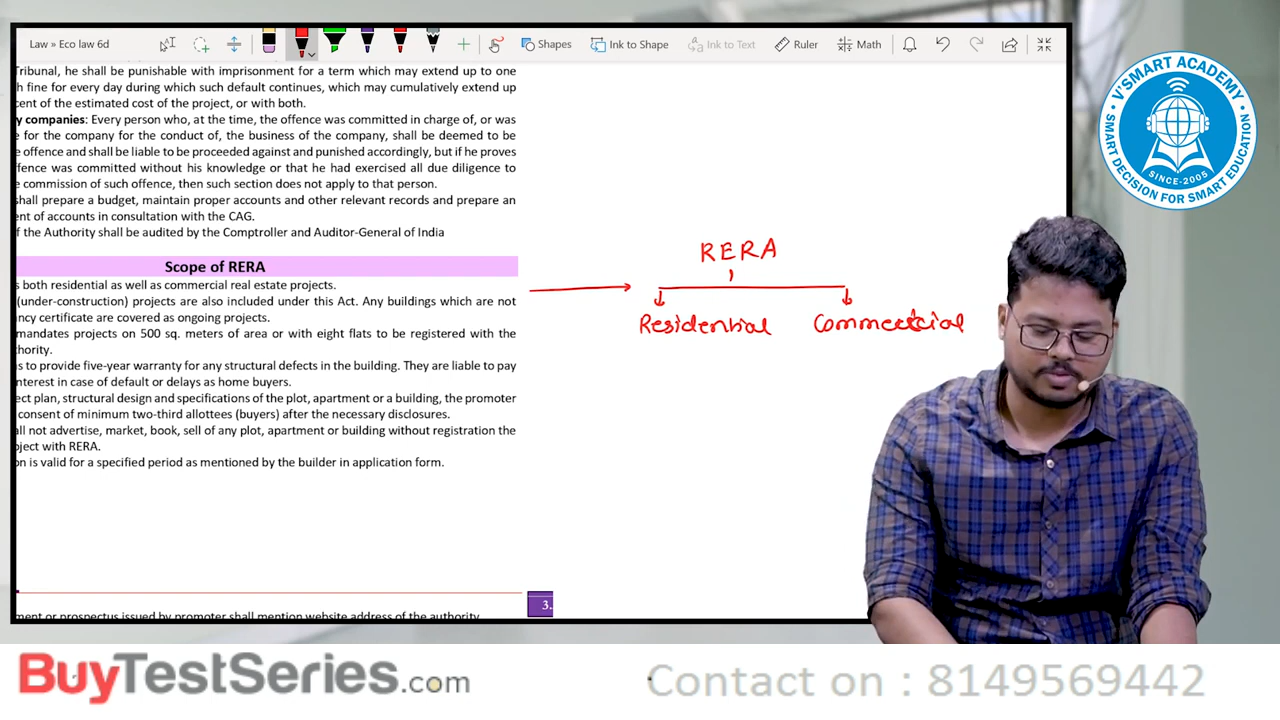 Law » Eco law 6d
Shapes
Ink to Shape
Ink to Text
Ruler
Math
Tribunal, he shall be punishable with imprisonment for a term which may extend up to one
h fine for every day during which such default continues, which may cumulatively extend up
cent of the estimated cost of the project, or with both.
y companies: Every person who, at the time, the offence was committed in charge of, or was
e for the company for the conduct of, the business of the company, shall be deemed to be
e offence and shall be liable to be proceeded against and punished accordingly, but if he proves
ffence was committed without his knowledge or that he had exercised all due diligence to
e commission of such offence, then such section does not apply to that person.
shall prepare a budget, maintain proper accounts and other relevant records and prepare an
ent of accounts in consultation with the CAG.
f the Authority shall be audited by the Comptroller and Auditor-General of India
Scope of RERA
s both residential as well as commercial real estate projects.
(under-construction) projects are also included under this Act. Any buildings which are not
ncy certificate are covered as ongoing projects.
mandates projects on 500 sq. meters of area or with eight flats to be registered with the
thority.
s to provide five-year warranty for any structural defects in the building. They are liable to pay
nterest in case of default or delays as home buyers.
ect plan, structural design and specifications of the plot, apartment or a building, the promoter
consent of minimum two-third allottees (buyers) after the necessary disclosures.
all not advertise, market, book, sell of any plot, apartment or building without registration the
oject with RERA.
on is valid for a specified period as mentioned by the builder in application form.
3.
ment or prospectus issued by promoter shall mention website address of the authority
RERA
Residential
Commercial
V'SMART ACADEMY
SINCE-2005
SMART DECISION FOR SMART EDUCATION
BuyTestSeries.com
Contact on : 8149569442